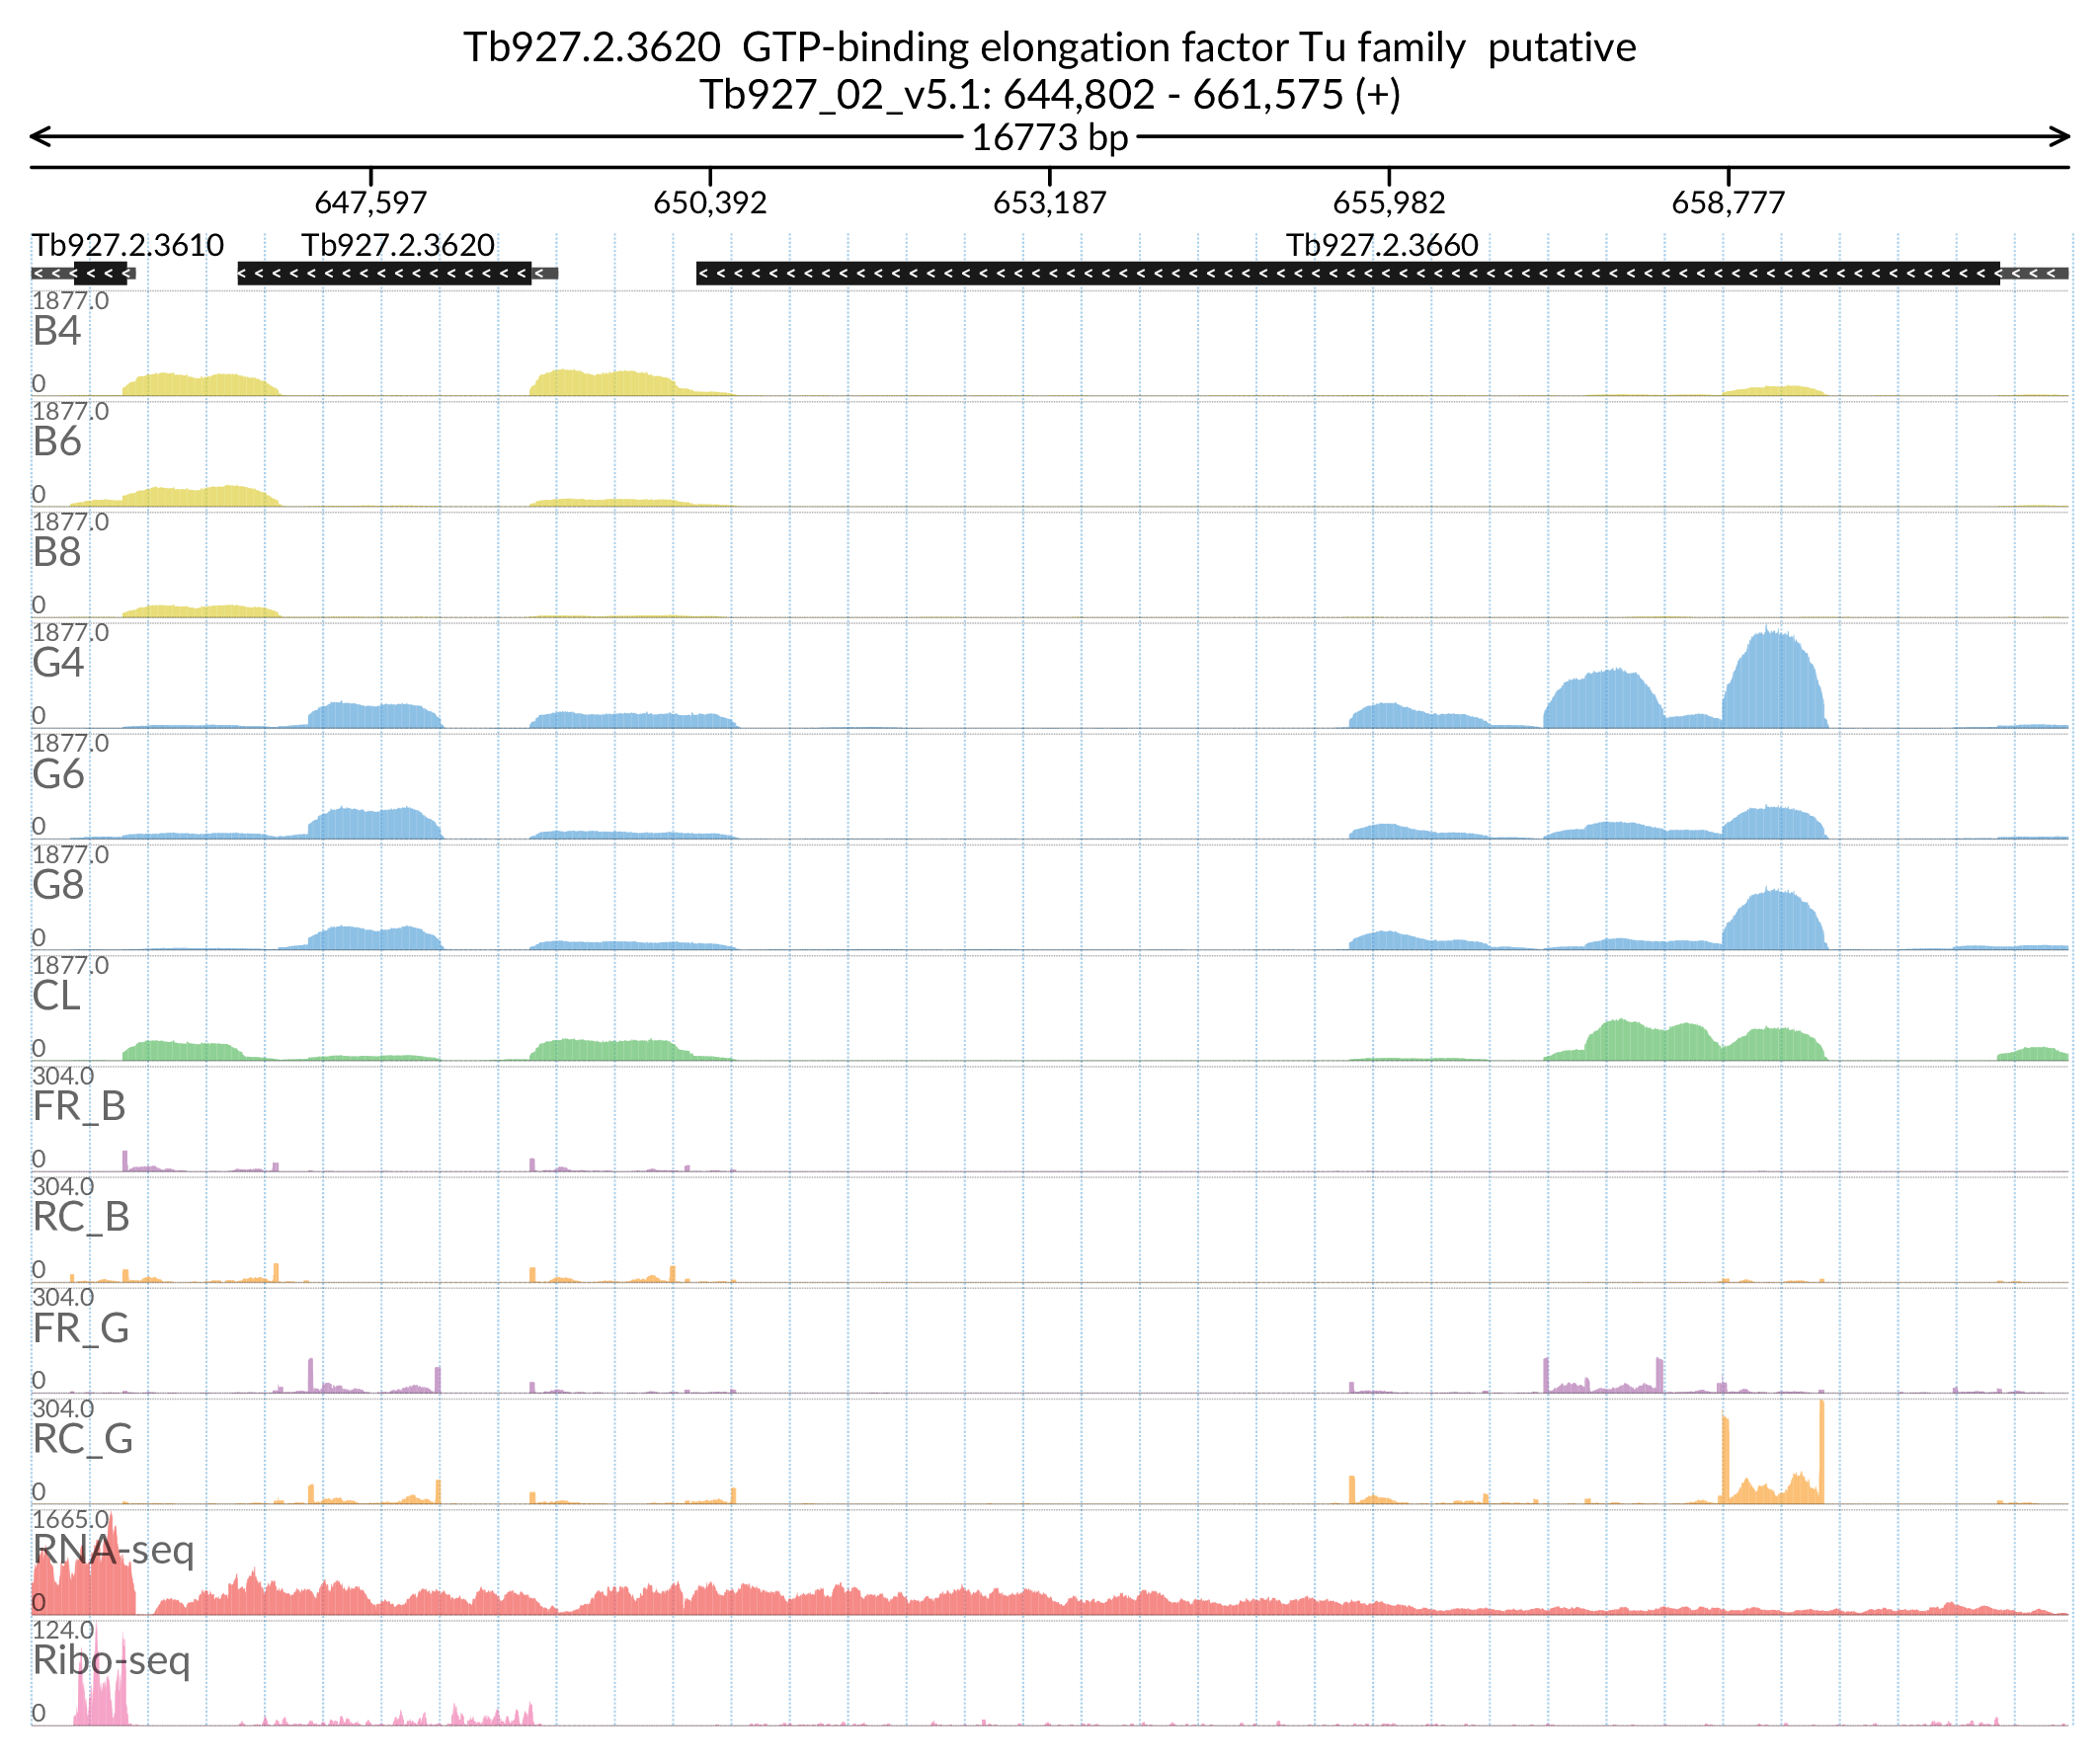 Tb927.2.3620  GTP-binding elongation factor Tu family  putative
Tb927_02_v5.1: 644,802 - 661,575 (+)
16773 bp
647,597 650,392 653,187 655,982 658,777
Tb927.2.3610 Tb927.2.3620 Tb927.2.3660
1877.0
B4
0
1877.0
B6
0
1877.0
B8
0
1877.0
G4
0
1877.0
G6
0
1877.0
G8
0
1877.0
CL
0
304.0
FR_B
0
304.0
RC_B
0
304.0
FR_G
0
304.0
RC_G
0
1665.0
RNA-seq
0
124.0
Ribo-seq
0